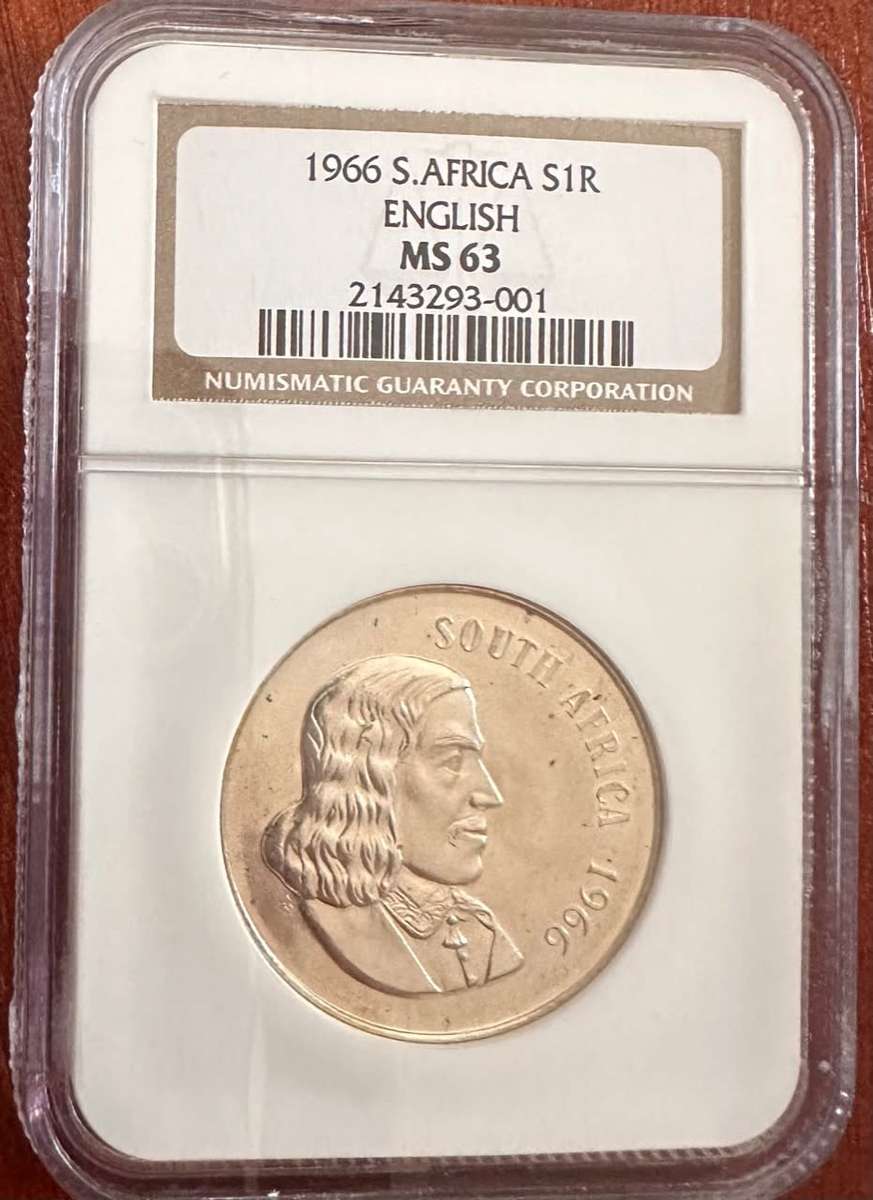 1966 S.AFRICA S1R
ENGLISH
MS 63
2143293-001
NUMISMATIC GUARANTY CORPORATION
SOUTH AFRICA 1966